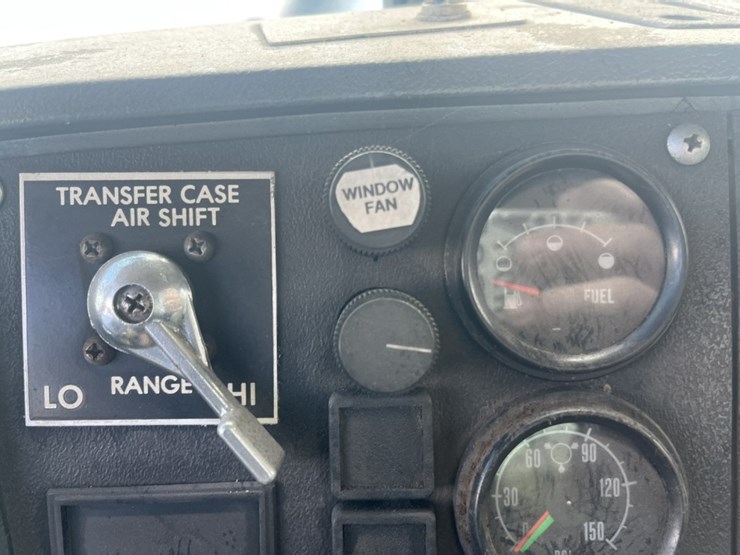 TRANSFER CASE
AIR SHIFT
LO RANGE HI
WINDOW
FAN
FUEL
60 90
30 120
0 150